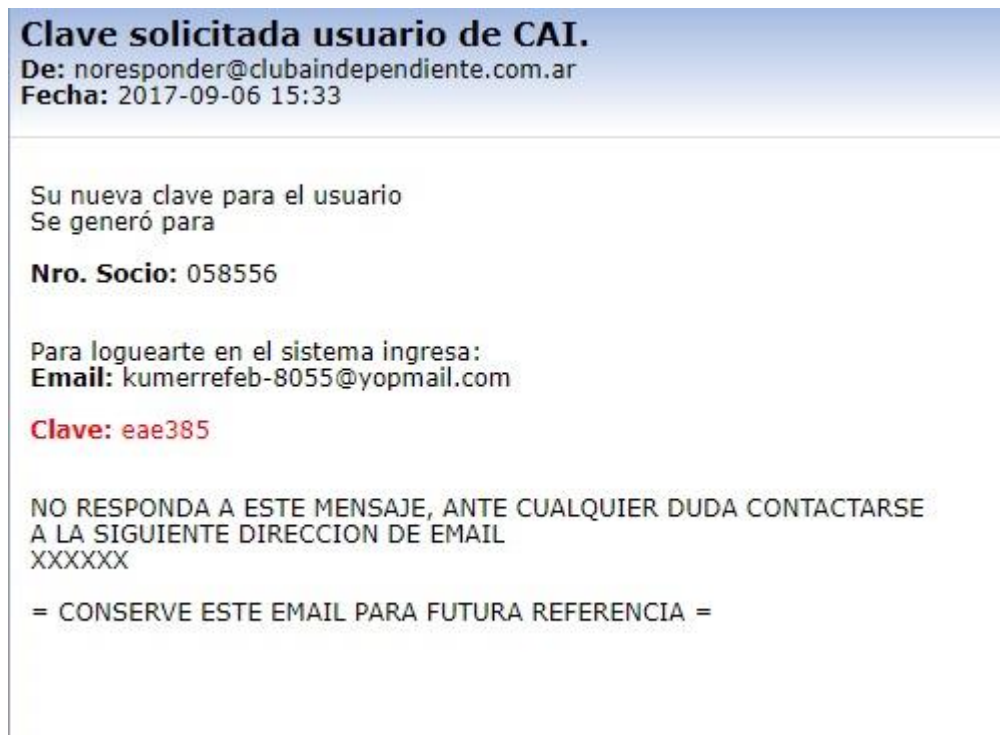 Clave solicitada usuario de CAI.
De: noresponder@clubaindependiente.com.ar
Fecha: 2017-09-06 15:33
Su nueva clave para el usuario
Se generó para
Nro. Socio: 058556
Para loguearte en el sistema ingresa:
Email: kumerrefeb-8055@yopmail.com
Clave: eae385
NO RESPONDA A ESTE MENSAJE, ANTE CUALQUIER DUDA CONTACTARSE
A LA SIGUIENTE DIRECCION DE EMAIL
XXXXXX
= CONSERVE ESTE EMAIL PARA FUTURA REFERENCIA =